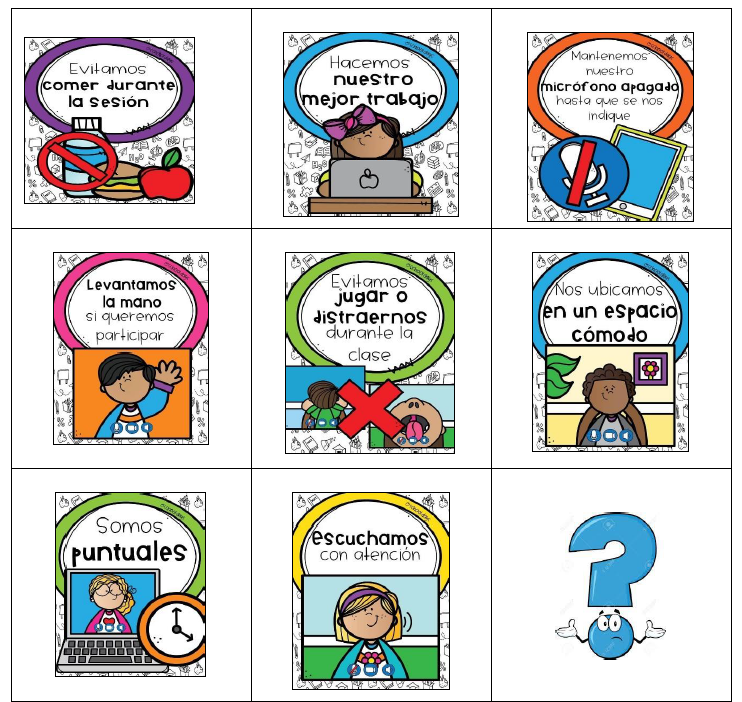 Evitamos
comer durante
la sesión
Hacemos
nuestro
mejor trabajo
Mantenemos
nuestro
micrófono apagado
hasta que se nos
indique
Levantamos
la mano
si queremos
participar
Evitamos
jugar o
distraernos
durante la
clase
Nos ubicamos
en un espacio
cómodo
Somos
puntuales
escuchamos
con atención